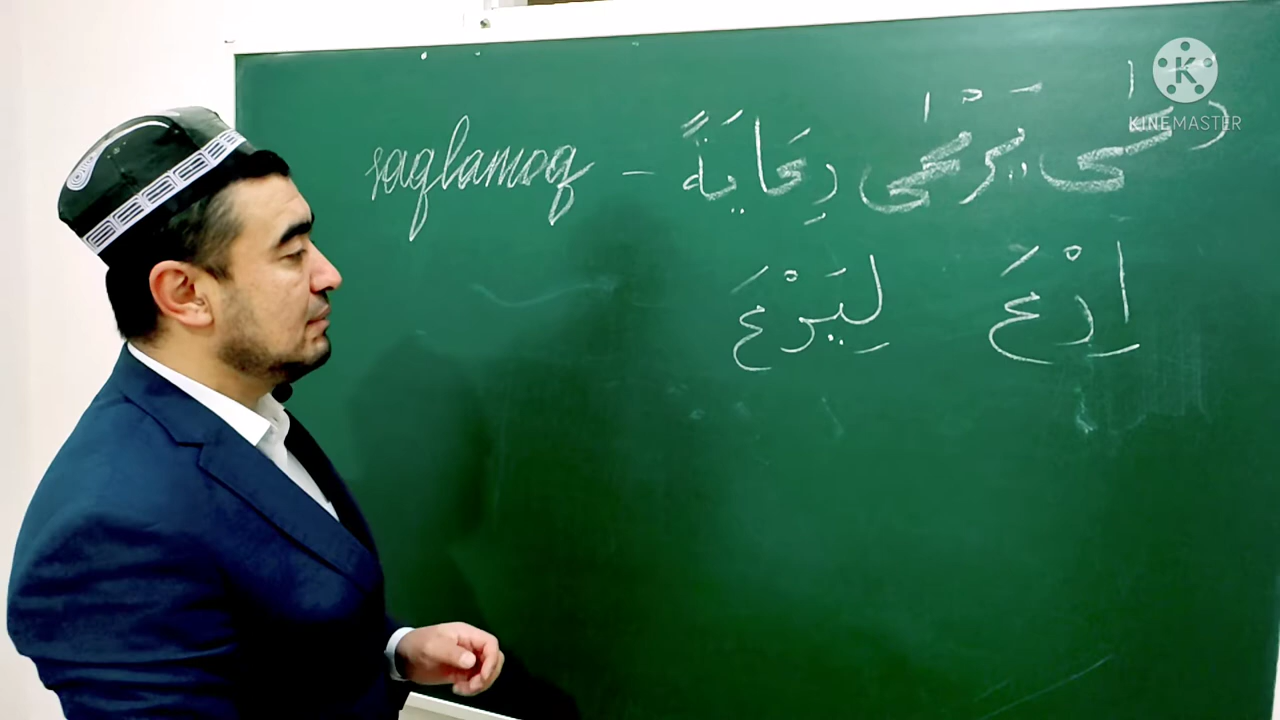 KINEMASTER
رَعٰى يَرْعٰى رِعَايَةً – saqlamoq
اِرْعَ لِيَرْعَ